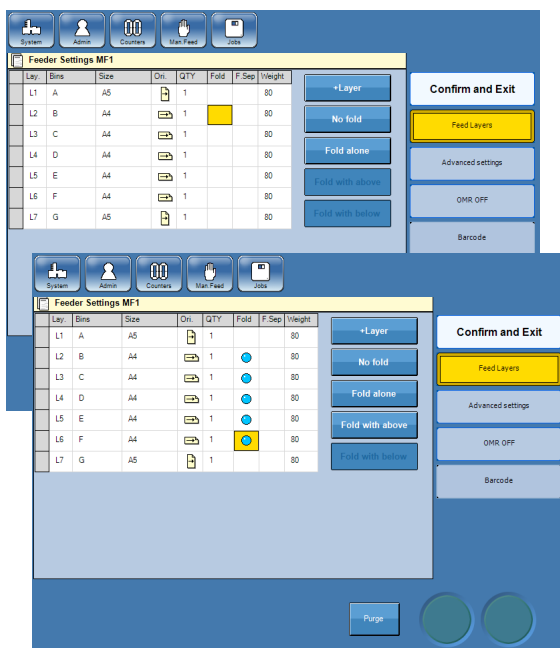 System Admin Counters Man.Feed Jobs
Feeder Settings MF1
Lay. Bins Size Ori. QTY Fold F.Sep Weight
L1 A A5 1 80
L2 B A4 1 80
L3 C A4 1 80
L4 D A4 1 80
L5 E A4 1 80
L6 F A4 1 80
L7 G A5 1 80
+Layer
No fold
Fold alone
Fold with above
Fold with below
Confirm and Exit
Feed Layers
Advanced settings
OMR OFF
Barcode
System Admin Counters Man.Feed Jobs
Feeder Settings MF1
Lay. Bins Size Ori. QTY Fold F.Sep Weight
L1 A A5 1 80
L2 B A4 1 80
L3 C A4 1 80
L4 D A4 1 80
L5 E A4 1 80
L6 F A4 1 80
L7 G A5 1 80
+Layer
No fold
Fold alone
Fold with above
Fold with below
Confirm and Exit
Feed Layers
Advanced settings
OMR OFF
Barcode
Purge